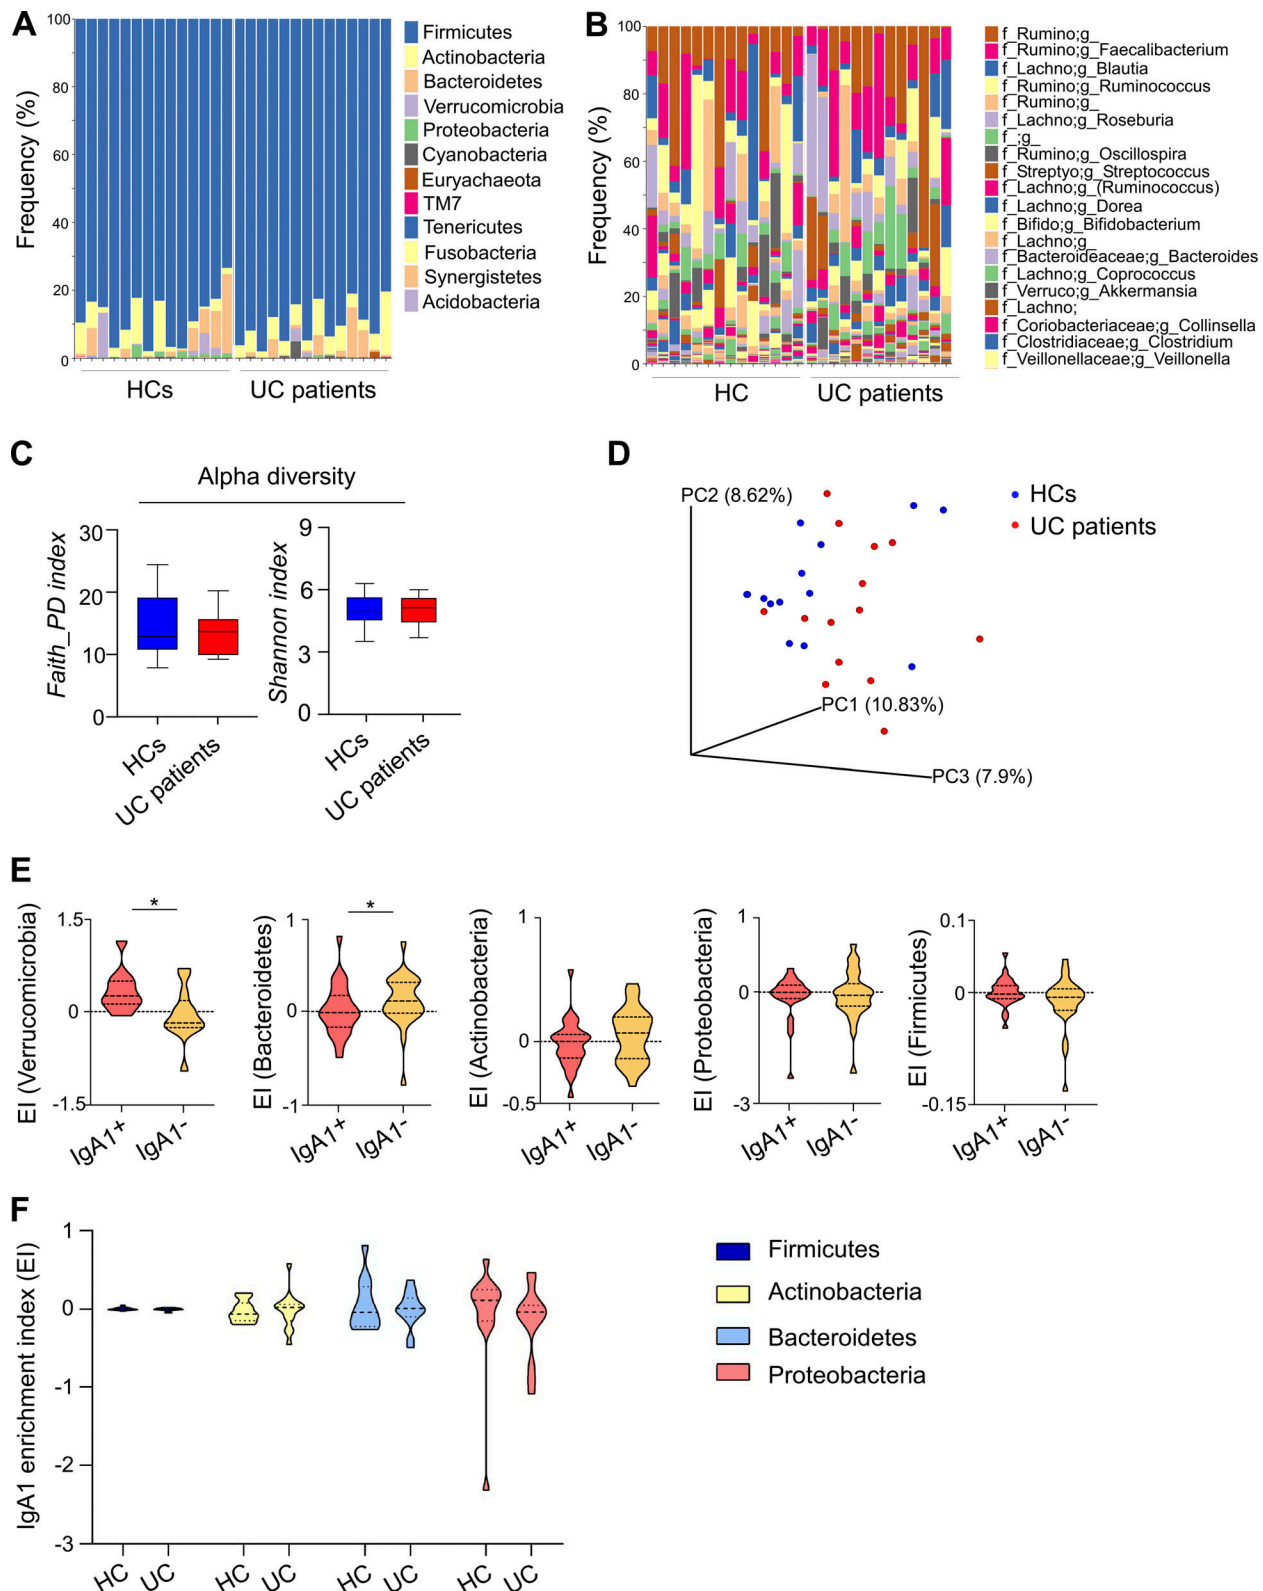 A
Frequency (%)
100
80
60
40
20
0
HCs
UC patients
Firmicutes
Actinobacteria
Bacteroidetes
Verrucomicrobia
Proteobacteria
Cyanobacteria
Euryachaeota
TM7
Tenericutes
Fusobacteria
Synergistetes
Acidobacteria
B
Frequency (%)
100
80
60
40
20
0
HC
UC patients
f_Rumino;g_
f_Rumino;g_Faecalibacterium
f_Lachno;g_Blautia
f_Rumino;g_Ruminococcus
f_Rumino;g_
f_Lachno;g_Roseburia
f_;g_
f_Rumino;g_Oscillospira
f_Streptyo;g_Streptococcus
f_Lachno;g_(Ruminococcus)
f_Lachno;g_Dorea
f_Bifido;g_Bifidobacterium
f_Lachno;g_
f_Bacteroideaceae;g_Bacteroides
f_Lachno;g_Coprococcus
f_Verruco;g_Akkermansia
f_Lachno;
f_Coriobacteriaceae;g_Collinsella
f_Clostridiaceae;g_Clostridium
f_Veillonellaceae;g_Veillonella
C
Alpha diversity
Faith_PD index
30
20
10
0
HCs
UC patients
Shannon index
9
6
3
0
HCs
UC patients
D
PC2 (8.62%)
PC1 (10.83%)
PC3 (7.9%)
HCs
UC patients
E
EI (Verrucomicrobia)
1.5
0
-1.5
*
IgA1+
IgA1-
EI (Bacteroidetes)
1
0
-1
*
IgA1+
IgA1-
EI (Actinobacteria)
1
0
-0.5
IgA1+
IgA1-
EI (Proteobacteria)
1
0
-3
IgA1+
IgA1-
EI (Firmicutes)
0.1
0
-0.15
IgA1+
IgA1-
F
IgA1 enrichment index (EI)
1
0
-1
-2
-3
HC
UC
HC
UC
HC
UC
HC
UC
Firmicutes
Actinobacteria
Bacteroidetes
Proteobacteria